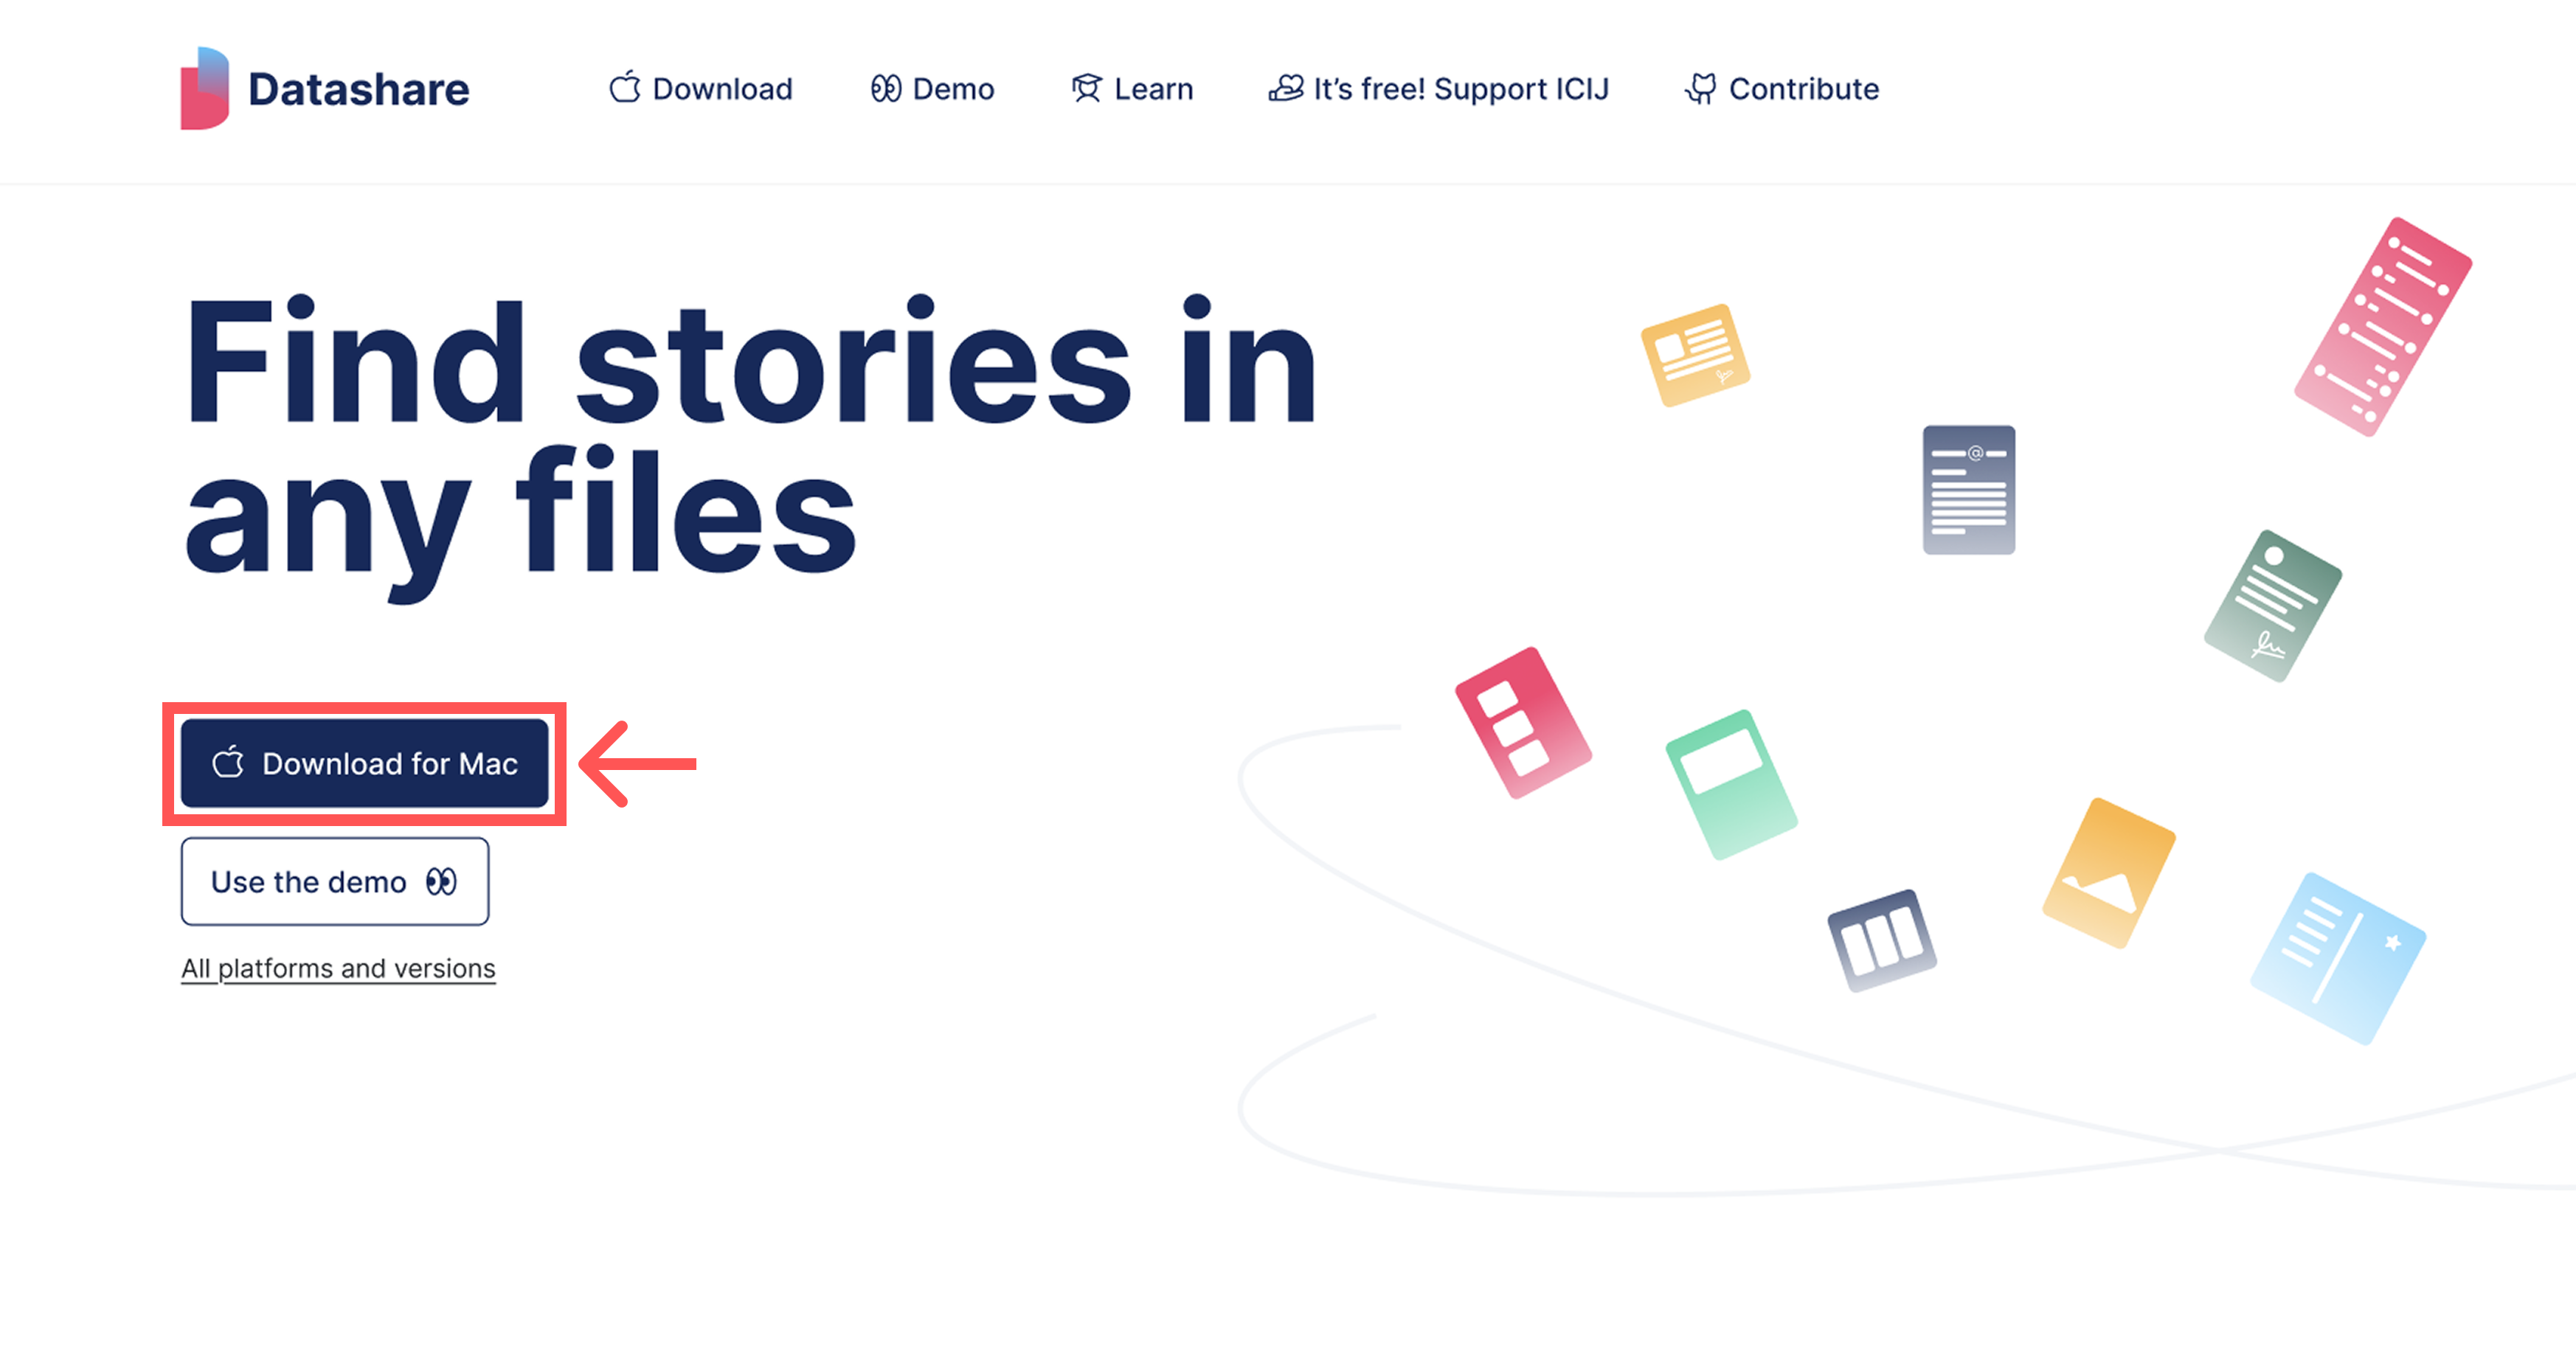 Datashare
Download
Demo
Learn
It’s free! Support ICIJ
Contribute
Find stories in
any files
Download for Mac
Use the demo
All platforms and versions
@